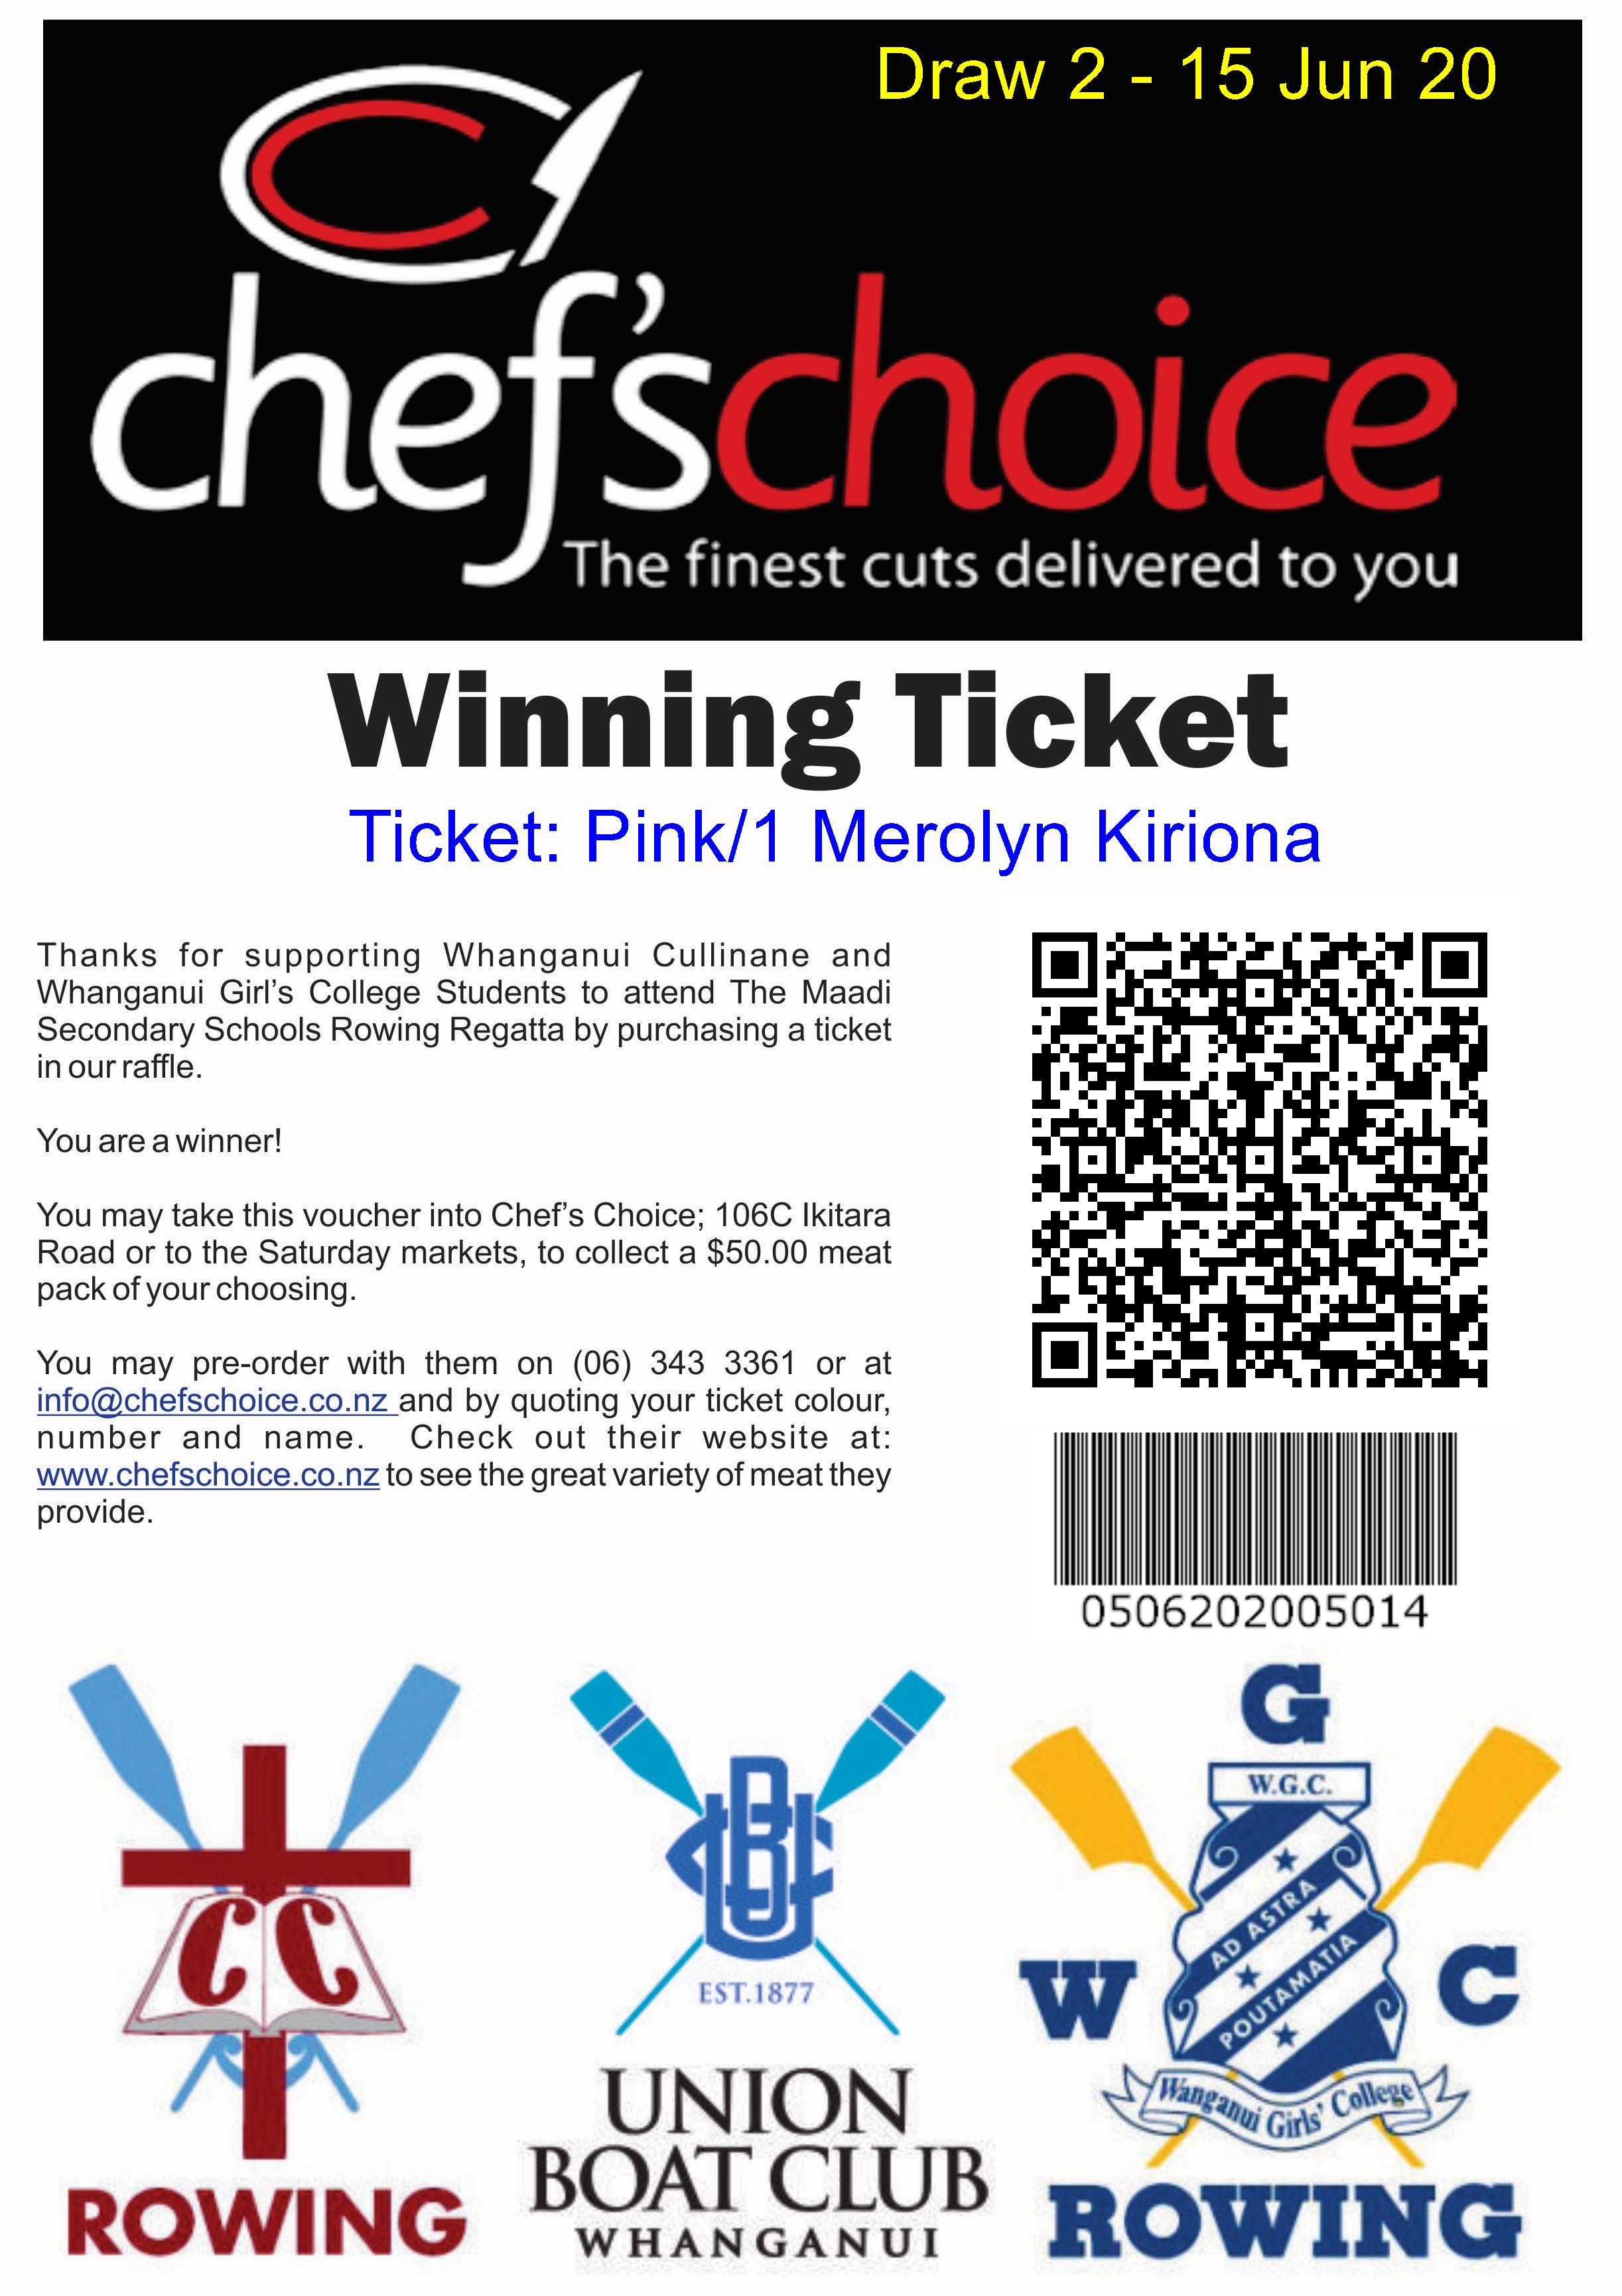 Draw 2 - 15 Jun 20
chef'schoice
The finest cuts delivered to you
Winning Ticket
Ticket: Pink/1 Merolyn Kiriona
Thanks for supporting Whanganui Cullinane and
Whanganui Girl's College Students to attend The Maadi
Secondary Schools Rowing Regatta by purchasing a ticket
in our raffle.
You are a winner!
You may take this voucher into Chef's Choice; 106C Ikitara
Road or to the Saturday markets, to collect a $50.00 meat
pack of your choosing.
You may pre-order with them on (06) 343 3361 or at
info@chefschoice.co.nz and by quoting your ticket colour,
number and name. Check out their website at:
www.chefschoice.co.nz to see the great variety of meat they
provide.
0506202005014
CC
ROWING
UBC
EST.1877
UNION
BOAT CLUB
WHANGANUI
G
W.G.C.
AD ASTRA
POUTAMATIA
W C
Wanganui Girls' College
ROWING